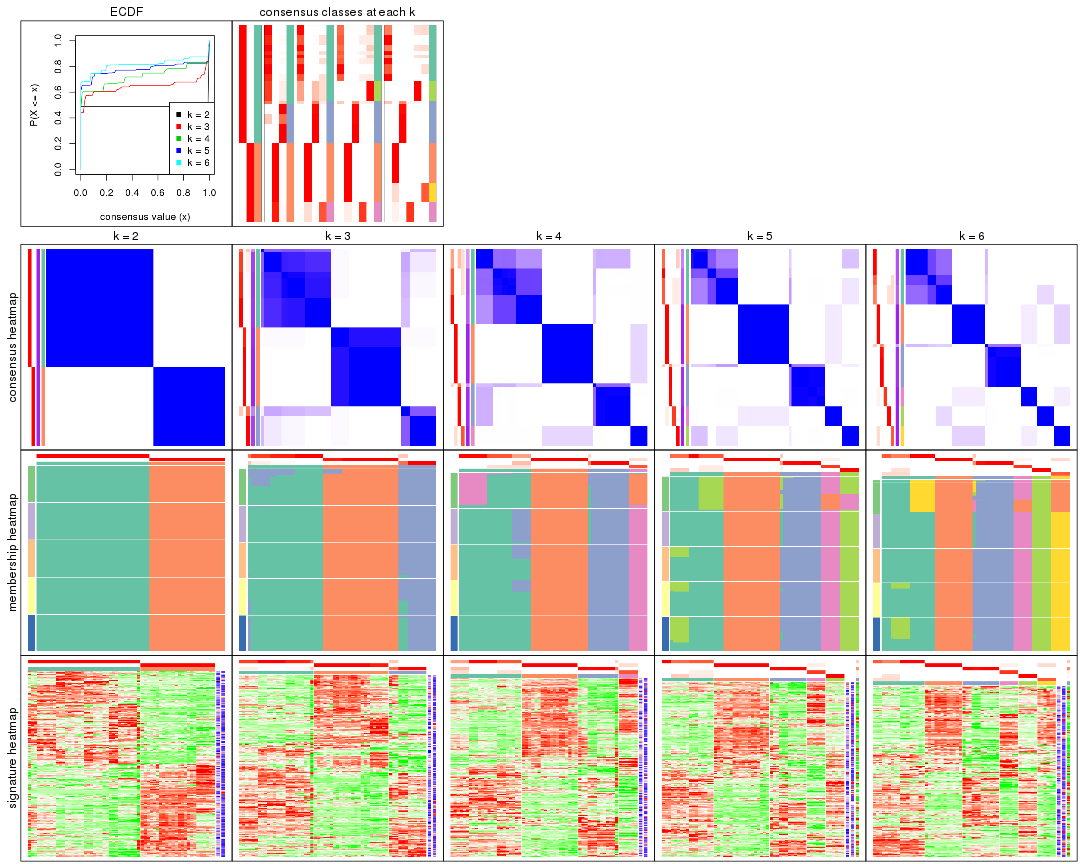 ECDF
consensus classes at each k
P(X <= x)
0.0 0.2 0.4 0.6 0.8 1.0
k = 2
k = 3
k = 4
k = 5
k = 6
0.0 0.2 0.4 0.6 0.8 1.0
consensus value (x)
k = 2
k = 3
k = 4
k = 5
k = 6
consensus heatmap
membership heatmap
signature heatmap